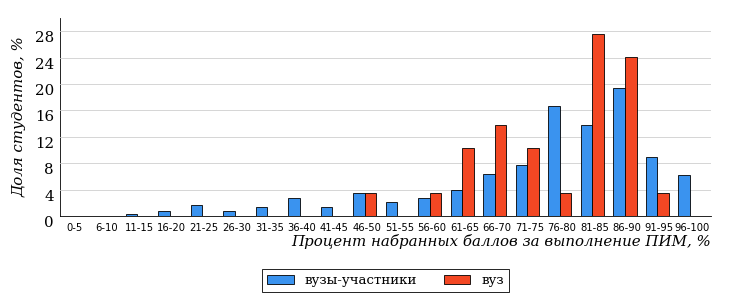 Доля студентов, %
28
24
20
16
12
8
4
0
0-5 6-10 11-15 16-20 21-25 26-30 31-35 36-40 41-45 46-50 51-55 56-60 61-65 66-70 71-75 76-80 81-85 86-90 91-95 96-100
Процент набранных баллов за выполнение ПИМ, %
вузы-участники вуз